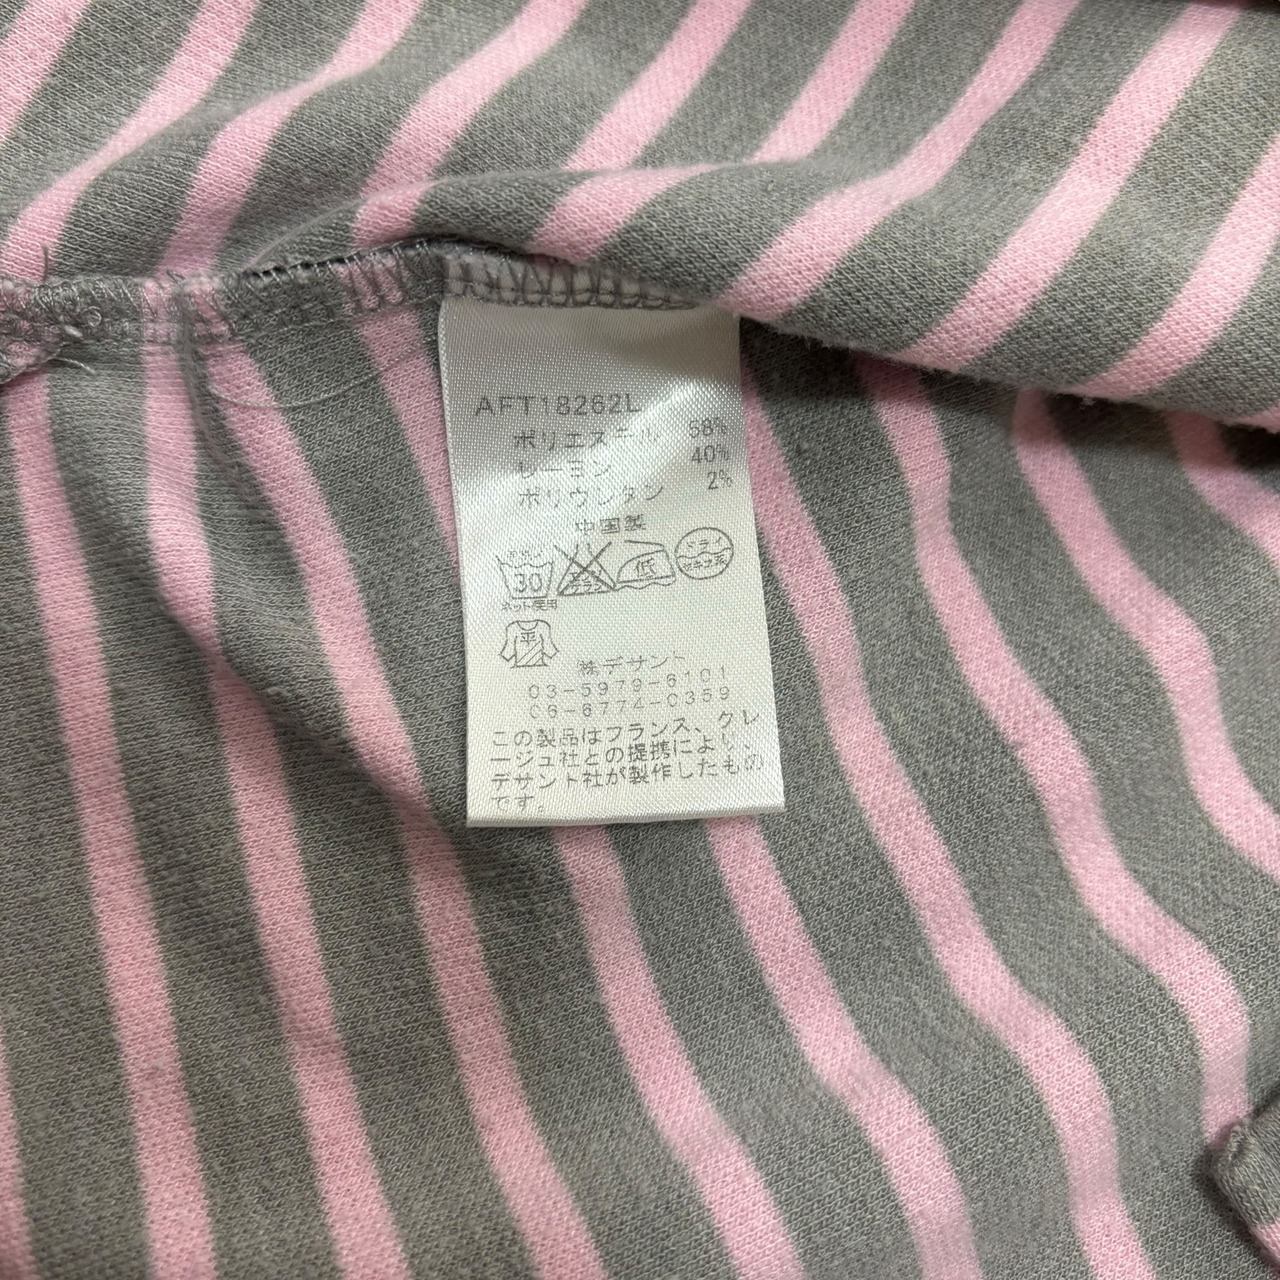 AFT18262L
ポリエステル 58%
レーヨン 40%
ポリウレタン 2%
中国製
30
低
ドライ
ネット使用
平
㈱デサント
03-5979-6101
06-6774-0359
この製品はフランス、クレ
ージュ社との提携により、
デサント社が製作したもの
です。